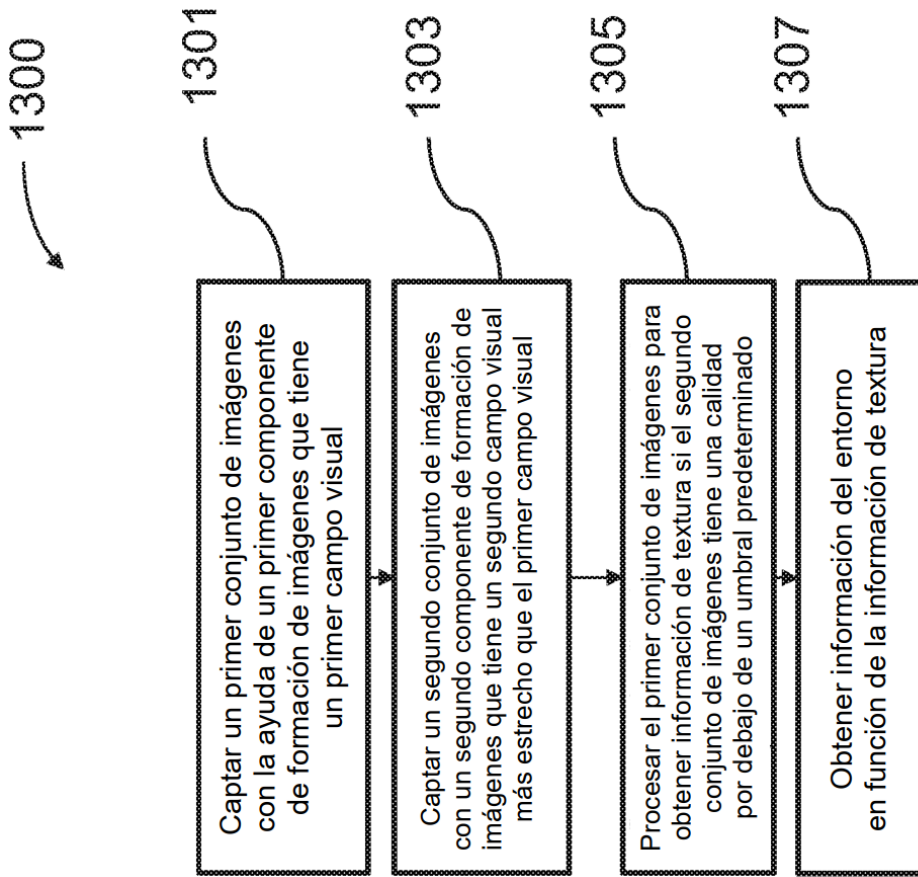 1300
Captar un primer conjunto de imágenes
con la ayuda de un primer componente
de formación de imágenes que tiene
un primer campo visual
1301
Captar un segundo conjunto de imágenes
con un segundo componente de formación de
imágenes que tiene un segundo campo visual
más estrecho que el primer campo visual
1303
Procesar el primer conjunto de imágenes para
obtener información de textura si el segundo
conjunto de imágenes tiene una calidad
por debajo de un umbral predeterminado
1305
Obtener información del entorno
en función de la información de textura
1307